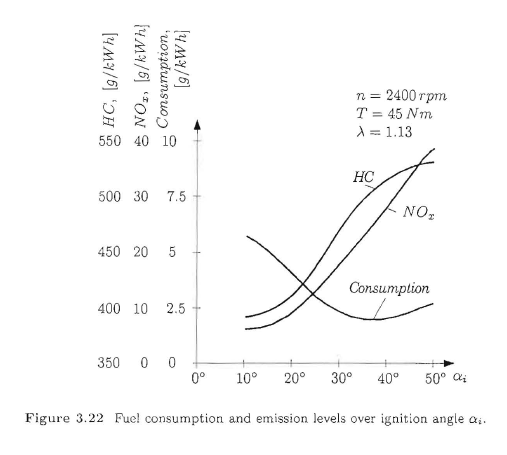 HC, [g/kWh]
NOx, [g/kWh]
Consumption,
[g/kWh]
n = 2400 rpm
T = 45 Nm
λ = 1.13
550 40 10
500 30 7.5
450 20 5
400 10 2.5
350 0 0
HC
NOx
Consumption
0° 10° 20° 30° 40° 50° αi
Figure 3.22 Fuel consumption and emission levels over ignition angle αi.